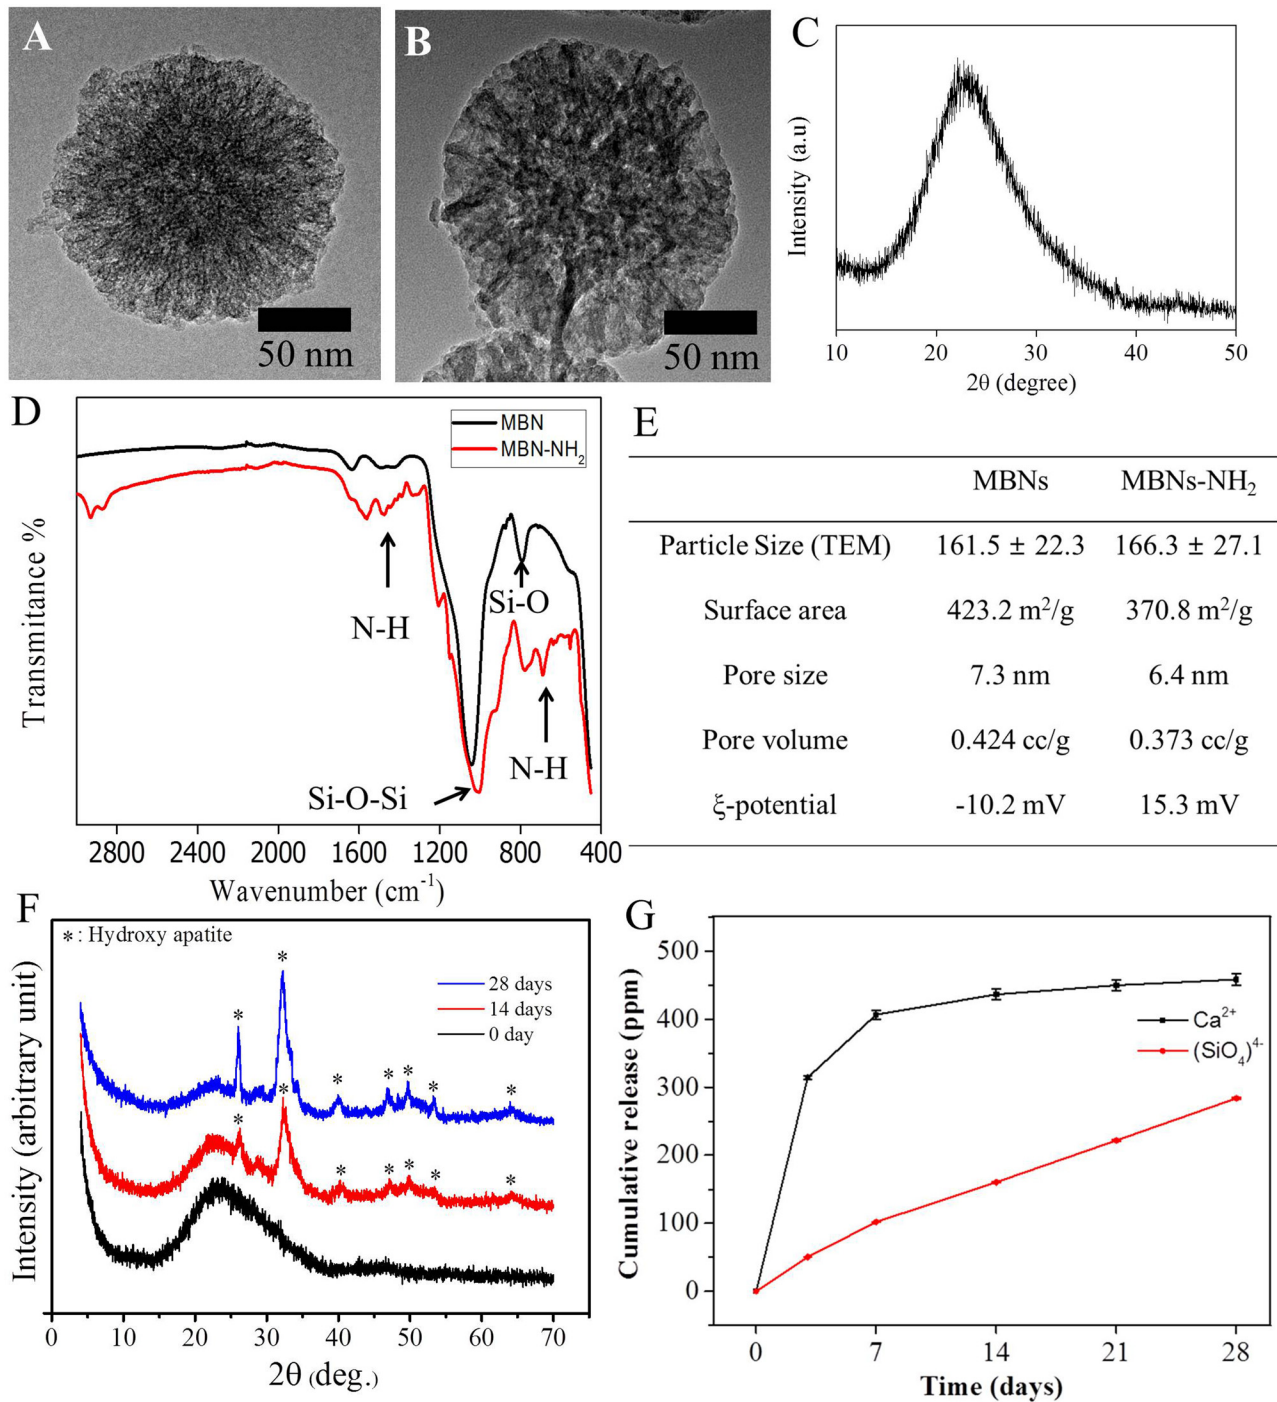 A
50 nm
B
50 nm
C
Intensity (a.u)
10 20 30 40 50
2θ (degree)
D
MBN
MBN-NH2
Transmitance %
N-H
Si-O
N-H
Si-O-Si
2800 2400 2000 1600 1200 800 400
Wavenumber (cm-1)
E
MBNs MBNs-NH2
Particle Size (TEM) 161.5 ± 22.3 166.3 ± 27.1
Surface area 423.2 m2/g 370.8 m2/g
Pore size 7.3 nm 6.4 nm
Pore volume 0.424 cc/g 0.373 cc/g
ξ-potential -10.2 mV 15.3 mV
F
*: Hydroxy apatite
28 days
14 days
0 day
* * * * * * *
* * * * * * *
Intensity (arbitrary unit)
0 10 20 30 40 50 60 70
2θ (deg.)
G
500
400
300
200
100
0
Ca2+
(SiO4)4-
Cumulative release (ppm)
0 7 14 21 28
Time (days)